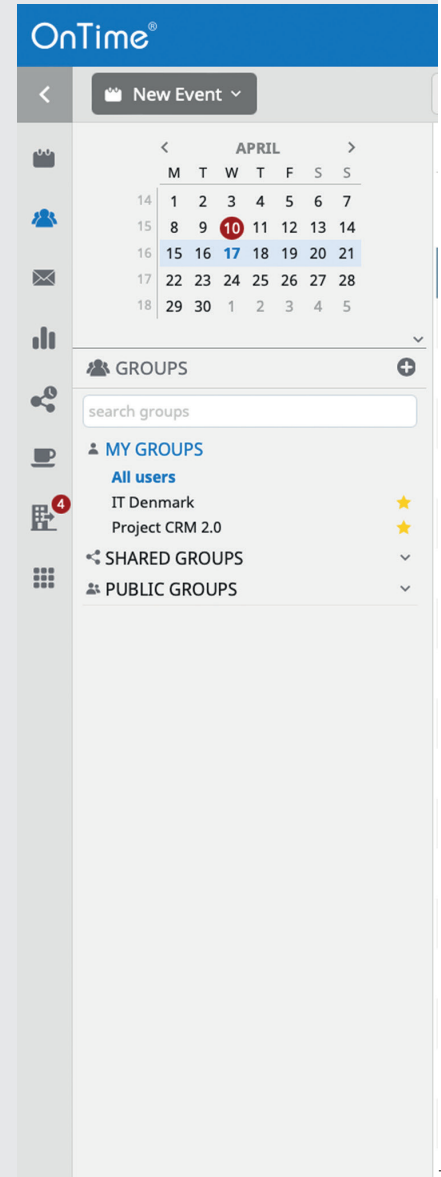 OnTime®
New Event
APRIL
M T W T F S S
14 1 2 3 4 5 6 7
15 8 9 10 11 12 13 14
16 15 16 17 18 19 20 21
17 22 23 24 25 26 27 28
18 29 30 1 2 3 4 5
GROUPS
search groups
MY GROUPS
All users
IT Denmark
Project CRM 2.0
4
SHARED GROUPS
PUBLIC GROUPS